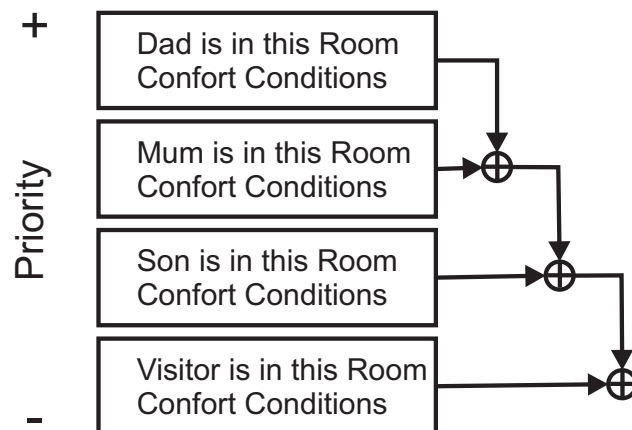 +
Dad is in this Room
Confort Conditions
Mum is in this Room
Confort Conditions
Priority
Son is in this Room
Confort Conditions
Visitor is in this Room
Confort Conditions
-